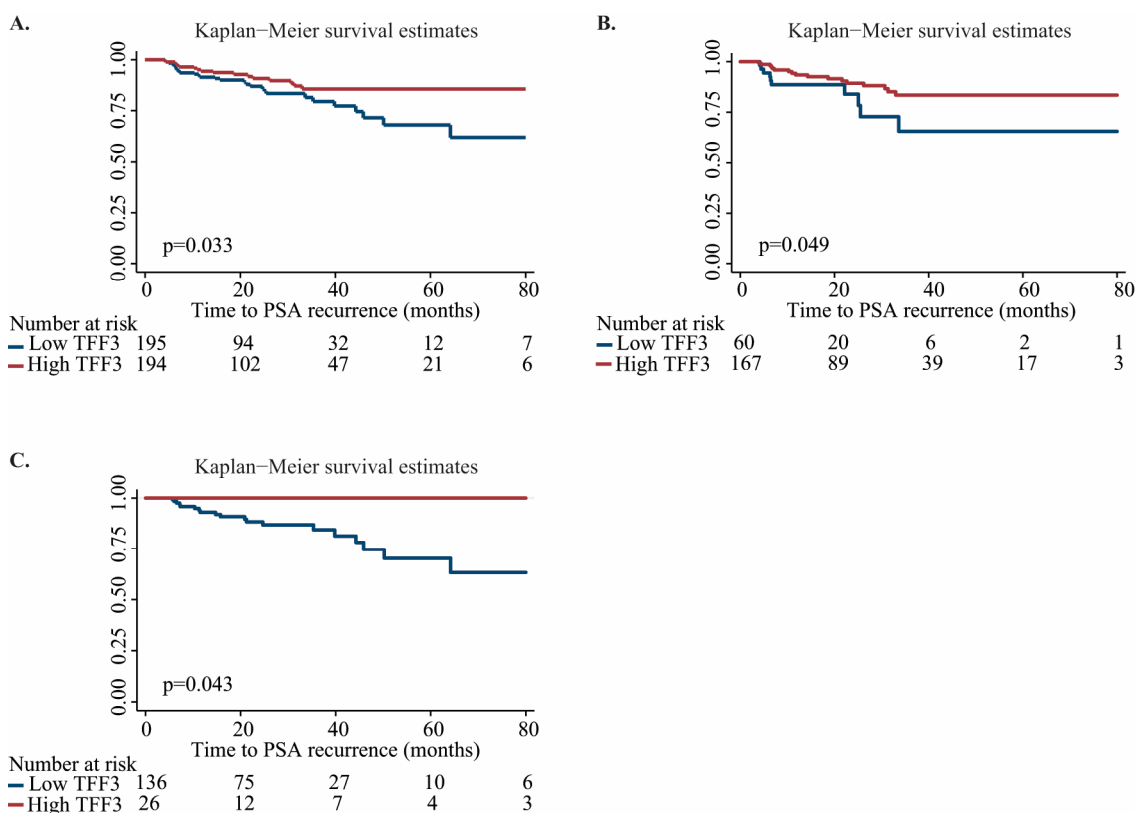 A.
Kaplan−Meier survival estimates
1.00
0.75
0.50
0.25
0.00
p=0.033
0 20 40 60 80
Time to PSA recurrence (months)
Number at risk
Low TFF3 195 94 32 12 7
High TFF3 194 102 47 21 6
B.
Kaplan−Meier survival estimates
1.00
0.75
0.50
0.25
0.00
p=0.049
0 20 40 60 80
Time to PSA recurrence (months)
Number at risk
Low TFF3 60 20 6 2 1
High TFF3 167 89 39 17 3
C.
Kaplan−Meier survival estimates
1.00
0.75
0.50
0.25
0.00
p=0.043
0 20 40 60 80
Time to PSA recurrence (months)
Number at risk
Low TFF3 136 75 27 10 6
High TFF3 26 12 7 4 3